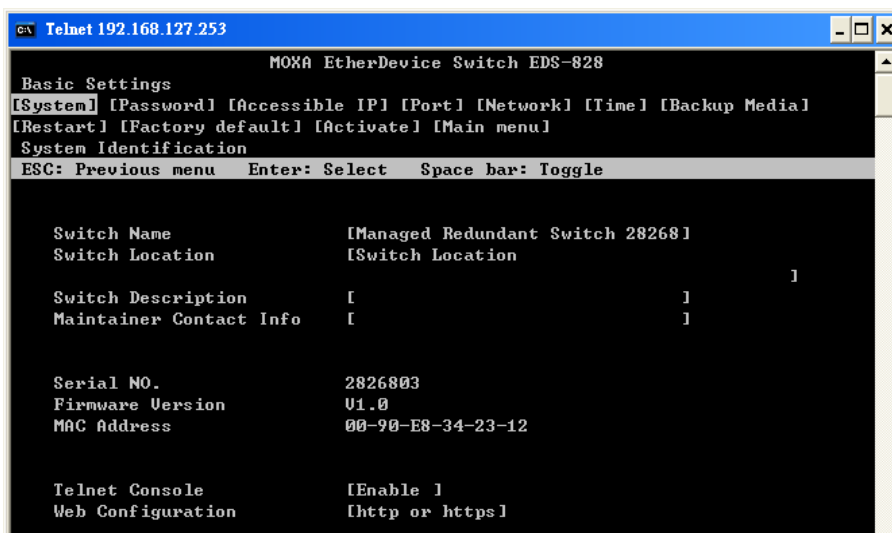 Telnet 192.168.127.253
MOXA EtherDevice Switch EDS-828
Basic Settings
[System] [Password] [Accessible IP] [Port] [Network] [Time] [Backup Media]
[Restart] [Factory default] [Activate] [Main menu]
System Identification
ESC: Previous menu Enter: Select Space bar: Toggle
Switch Name [Managed Redundant Switch 28268]
Switch Location [Switch Location
]
Switch Description [ ]
Maintainer Contact Info [ ]
Serial NO. 2826803
Firmware Version V1.0
MAC Address 00-90-E8-34-23-12
Telnet Console [Enable ]
Web Configuration [http or https]